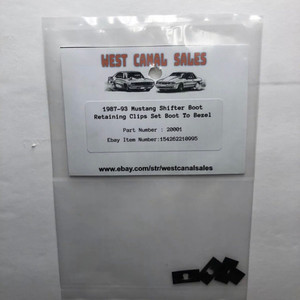 WEST CANAL SALES
1987-93 Mustang Shifter Boot
Retaining Clips Set Boot To Bezel
Part Number : 20001
Ebay Item Number:154362210095
www.ebay.com/str/westcanalsales